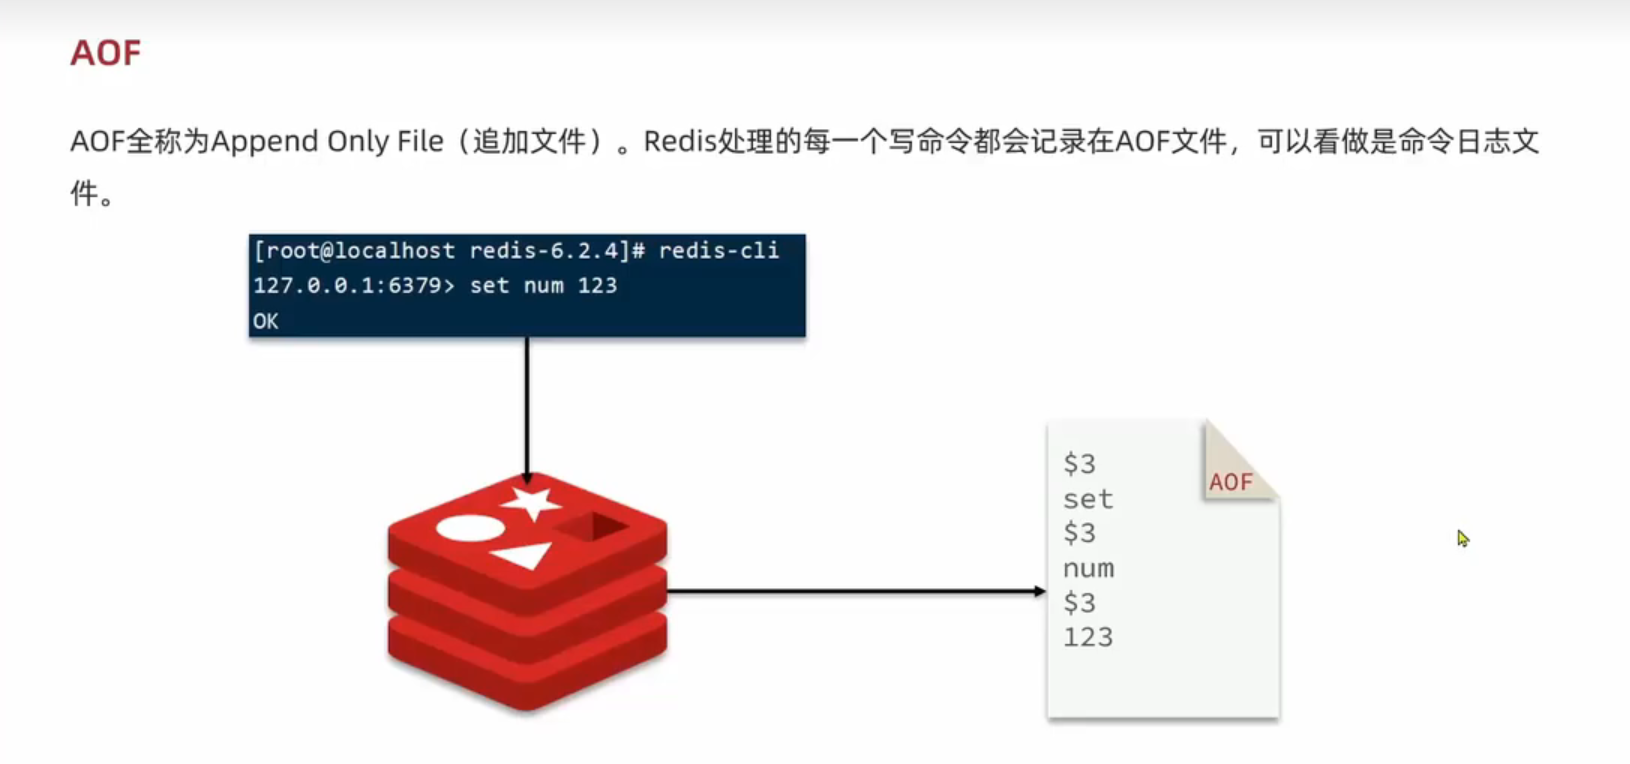 AOF
AOF全称为Append Only File（追加文件）。Redis处理的每一个写命令都会记录在AOF文件，可以看做是命令日志文
件。
[root@localhost redis-6.2.4]# redis-cli
127.0.0.1:6379> set num 123
OK
AOF
$3
set
$3
num
$3
123